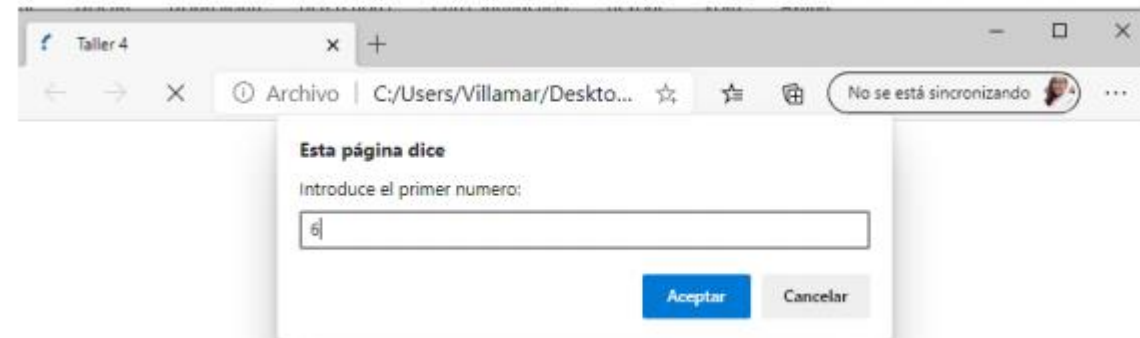 Taller 4
Archivo | C:/Users/Villamar/Deskto... No se está sincronizando
Esta página dice
Introduce el primer numero:
6
Aceptar Cancelar